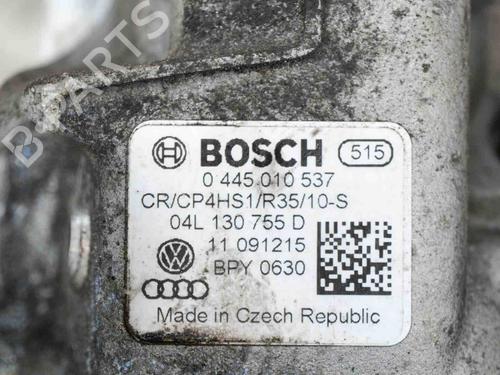 B-PARTS
BOSCH 515
0 445 010 537
CR/CP4HS1/R35/10-S
04L 130 755 D
11 091215
BPY 0630
Made in Czech Republic